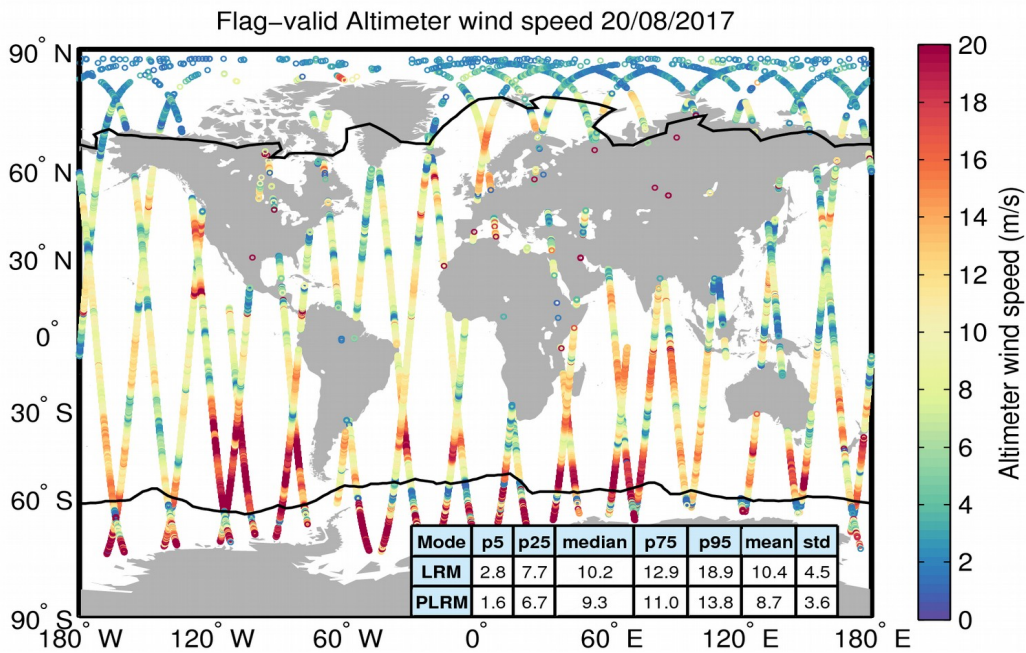 Flag−valid Altimeter wind speed 20/08/2017
90° N
60° N
30° N
0°
30° S
60° S
90° S
180° W
120° W
60° W
0°
60° E
120° E
180° E
Mode p5 p25 median p75 p95 mean std
LRM 2.8 7.7 10.2 12.9 18.9 10.4 4.5
PLRM 1.6 6.7 9.3 11.0 13.8 8.7 3.6
20
18
16
14
12
10
8
6
4
2
0
Altimeter wind speed (m/s)